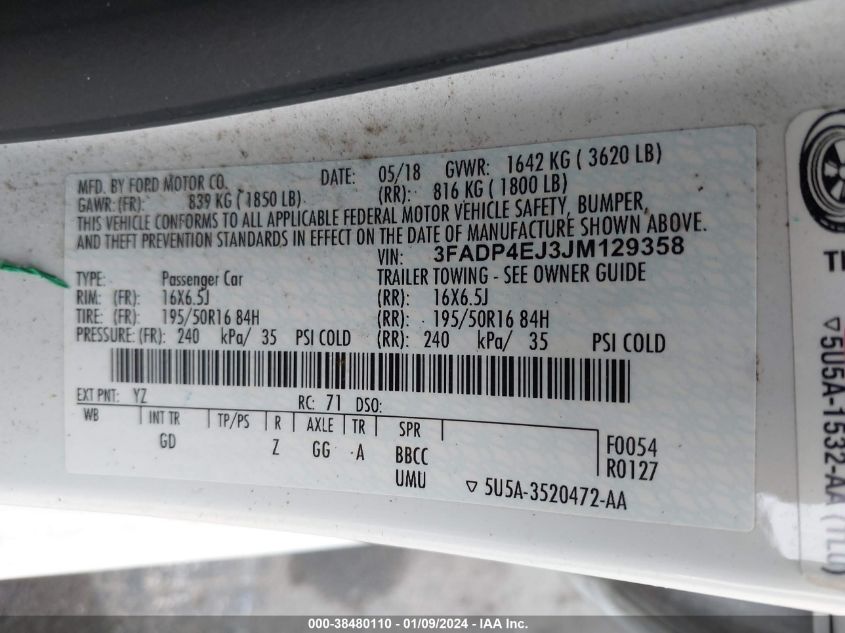 MFD. BY FORD MOTOR CO. DATE: 05/18 GVWR: 1642 KG ( 3620 LB)
GAWR: (FR): 839 KG ( 1850 LB) (RR): 816 KG ( 1800 LB)
THIS VEHICLE CONFORMS TO ALL APPLICABLE FEDERAL MOTOR VEHICLE SAFETY, BUMPER,
AND THEFT PREVENTION STANDARDS IN EFFECT ON THE DATE OF MANUFACTURE SHOWN ABOVE.
VIN: 3FADP4EJ3JM129358
TYPE: Passenger Car TRAILER TOWING - SEE OWNER GUIDE
RIM: (FR): 16X6.5J (RR): 16X6.5J
TIRE: (FR): 195/50R16 84H (RR): 195/50R16 84H
PRESSURE: (FR): 240 kPa/ 35 PSI COLD (RR): 240 kPa/ 35 PSI COLD
EXT PNT: YZ RC: 71 DSO:
WB INT TR TP/PS R AXLE TR SPR
GD Z GG A BBCC
UMU
F0054
R0127
▽ 5U5A-3520472-AA
▽ 5U5A-1532-AA (TL0)
000-38480110 - 01/09/2024 - IAA Inc.